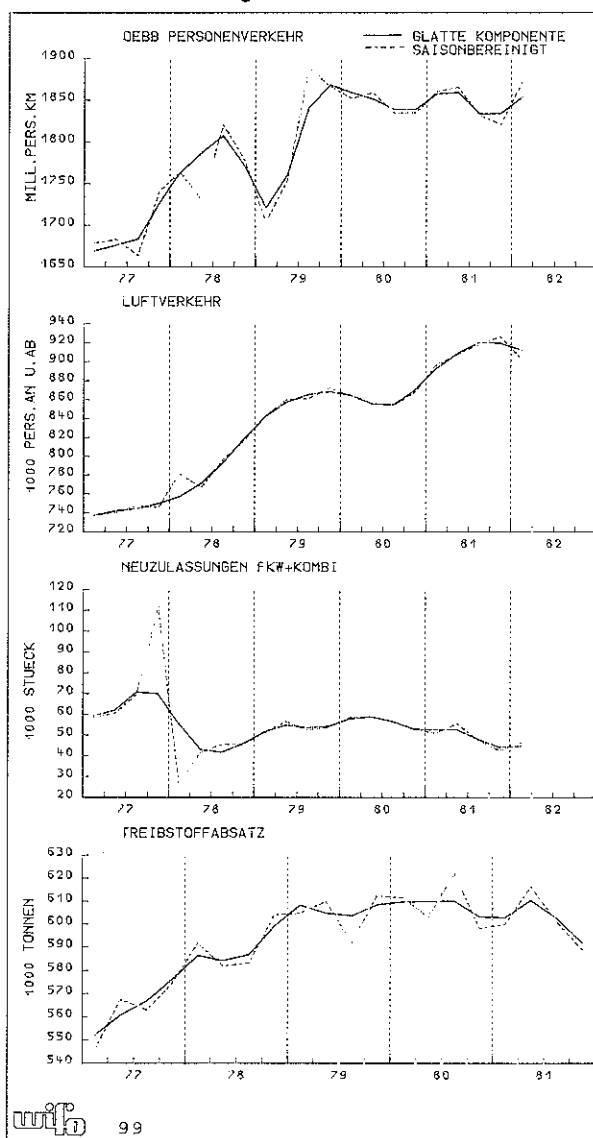 OEBB PERSONENVERKEHR
GLATTE KOMPONENTE
SAISONBEREINIGT
MILL.PERS.KM
1900
1850
1800
1750
1700
1650
77 78 79 80 81 82
LUFTVERKEHR
1000 PERS.AN U.AB
940
920
900
880
860
840
820
800
780
760
740
720
77 78 79 80 81 82
NEUZULASSUNGEN PKW+KOMBI
1000 STUECK
120
110
100
90
80
70
60
50
40
30
20
77 78 79 80 81 82
TREIBSTOFFABSATZ
1000 TONNEN
630
620
610
600
590
580
570
560
550
540
77 78 79 80 81
wifo 99